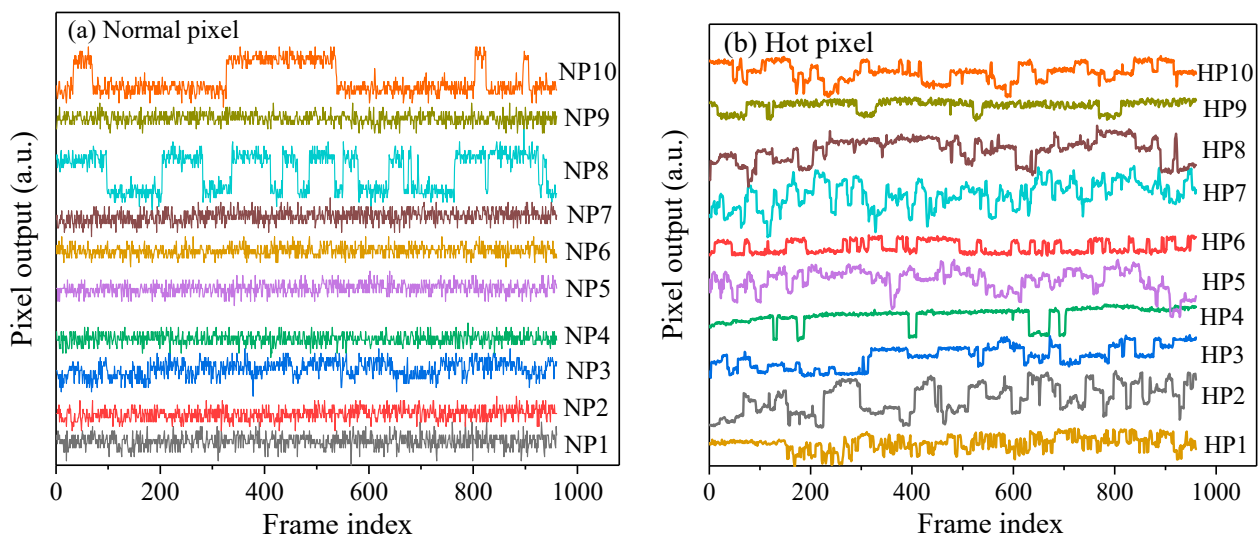 (a) Normal pixel
NP10
NP9
NP8
NP7
NP6
NP5
NP4
NP3
NP2
NP1
Pixel output (a.u.)
0 200 400 600 800 1000
Frame index
(b) Hot pixel
HP10
HP9
HP8
HP7
HP6
HP5
HP4
HP3
HP2
HP1
Pixel output (a.u.)
0 200 400 600 800 1000
Frame index